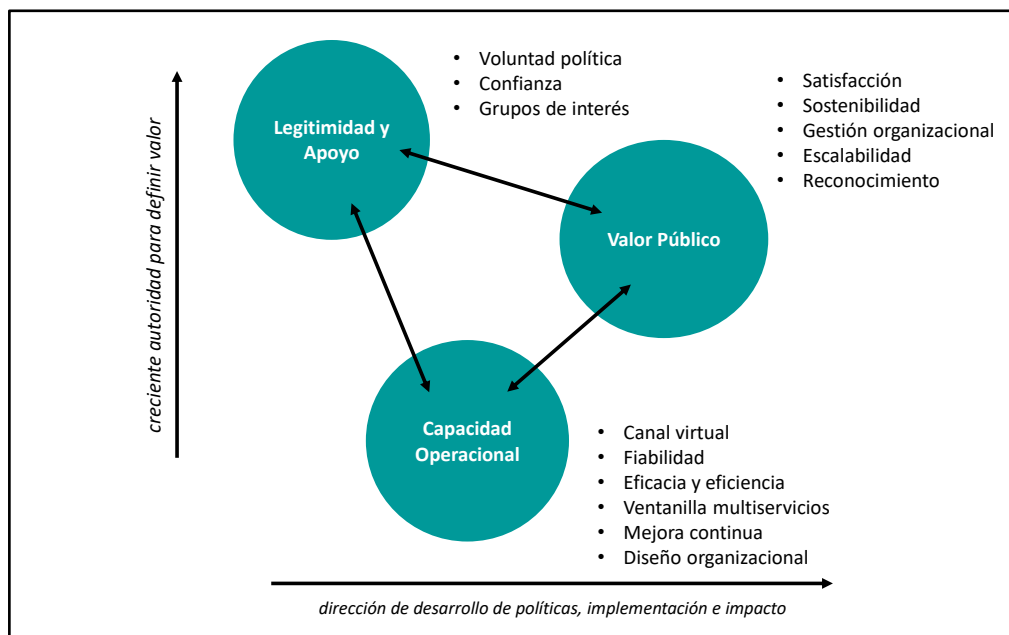 creciente autoridad para definir valor
Legitimidad y
Apoyo
• Voluntad política
• Confianza
• Grupos de interés
Valor Público
• Satisfacción
• Sostenibilidad
• Gestión organizacional
• Escalabilidad
• Reconocimiento
Capacidad
Operacional
• Canal virtual
• Fiabilidad
• Eficacia y eficiencia
• Ventanilla multiservicios
• Mejora continua
• Diseño organizacional
dirección de desarrollo de políticas, implementación e impacto